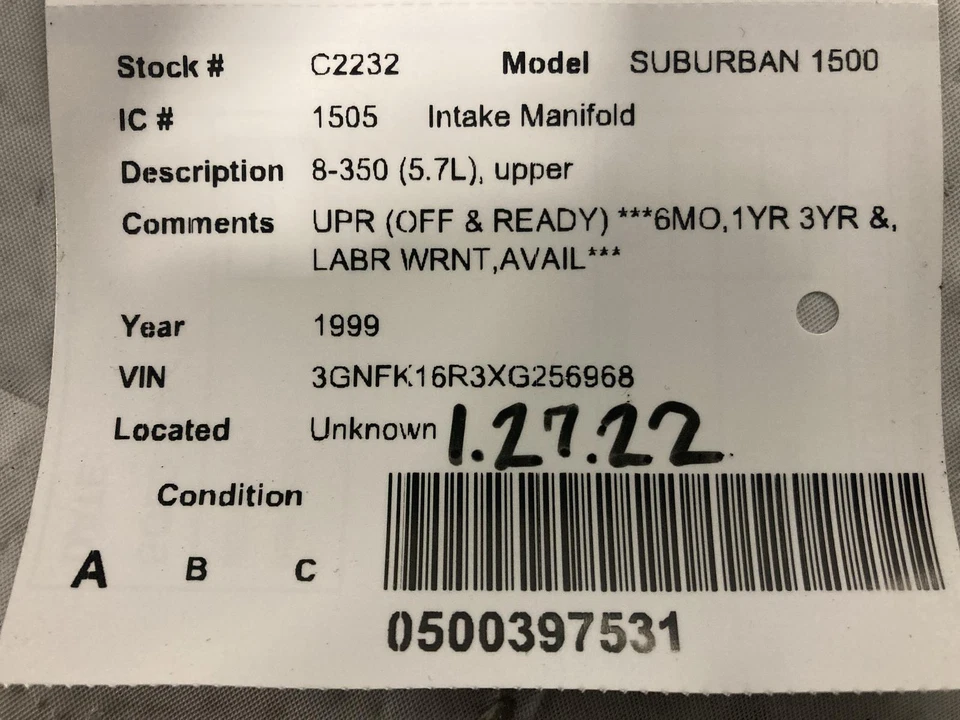 Stock # C2232 Model SUBURBAN 1500
IC # 1505 Intake Manifold
Description 8-350 (5.7L), upper
Comments UPR (OFF & READY) ***6MO,1YR 3YR &,
LABR WRNT,AVAIL***
Year 1999
VIN 3GNFK16R3XG256968
Located Unknown 1.27.22
Condition
A B C
0500397531